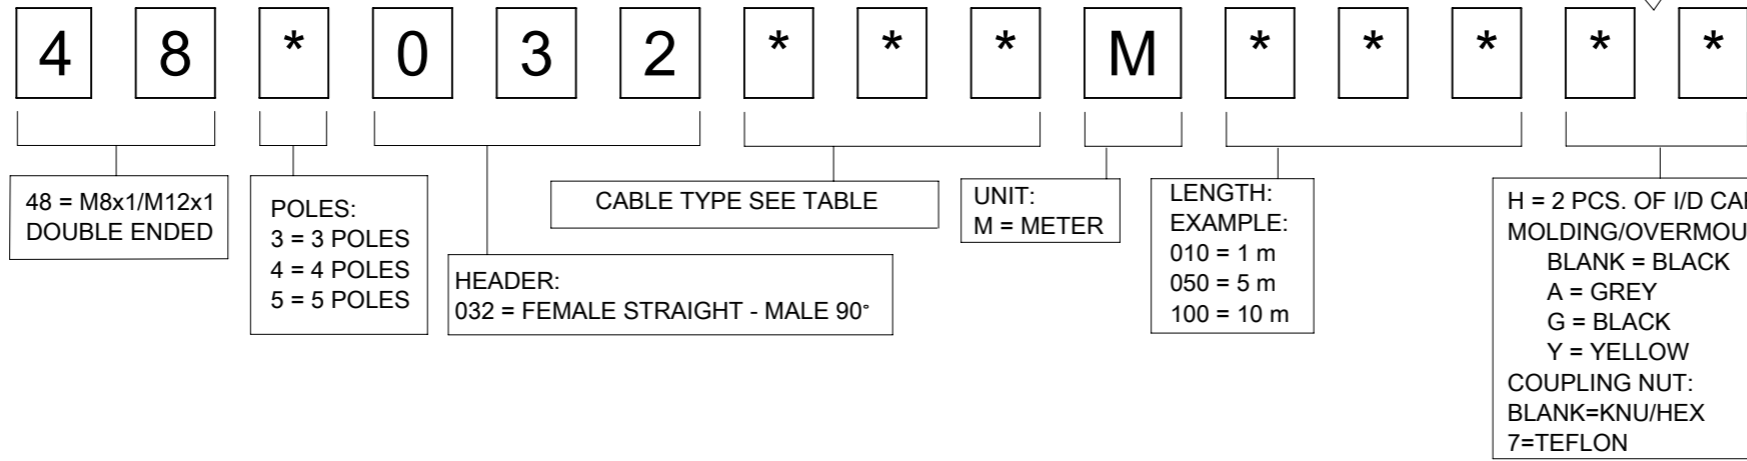 4 8 * 0 3 2 * * * M * * * * *
48 = M8x1/M12x1
DOUBLE ENDED
POLES:
3 = 3 POLES
4 = 4 POLES
5 = 5 POLES
HEADER:
032 = FEMALE STRAIGHT - MALE 90°
CABLE TYPE SEE TABLE
UNIT:
M = METER
LENGTH:
EXAMPLE:
010 = 1 m
050 = 5 m
100 = 10 m
H = 2 PCS. OF I/D
MOLDING/
BLANK = BLACK
A = GREY
G = BLACK
Y = YELLOW
COUPLING NUT:
BLANK=KNU/HEX
7=TEFLON